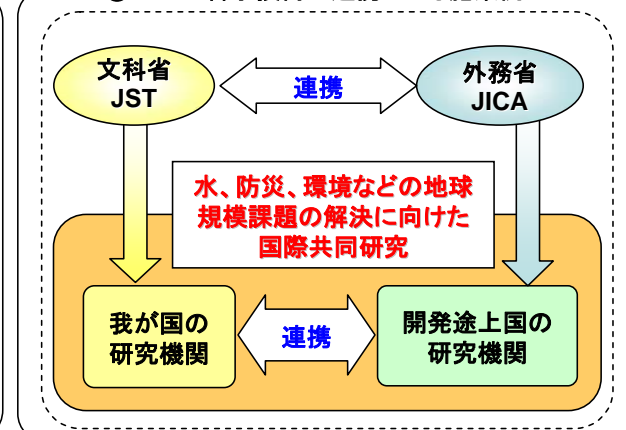 文科省
JST
連携
外務省
JICA
水、防災、環境などの地球
規模課題の解決に向けた
国際共同研究
我が国の
研究機関
連携
開発途上国の
研究機関